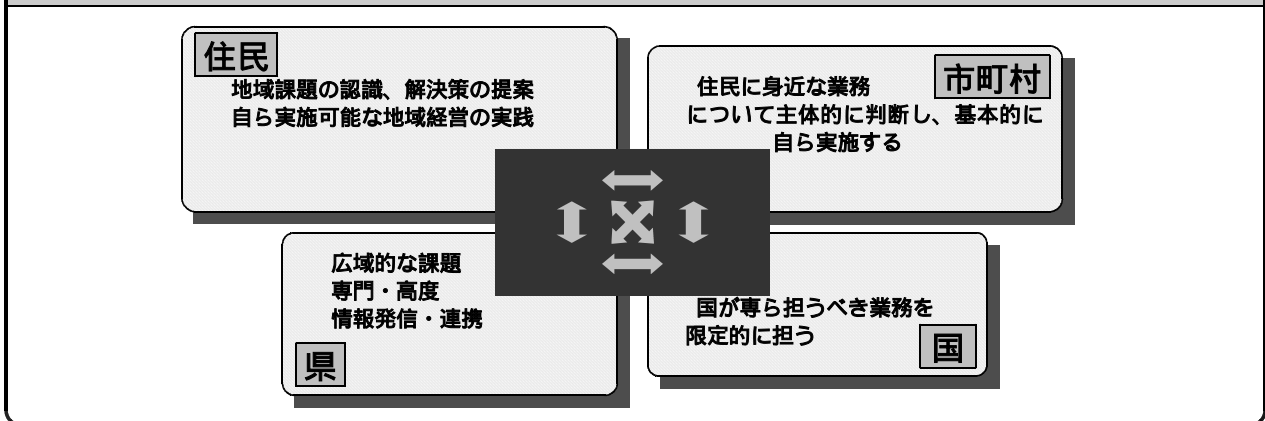 住民
地域課題の認識、解決策の提案
自ら実施可能な地域経営の実践
市町村
住民に身近な業務
について主体的に判断し、基本的に
自ら実施する
広域的な課題
専門・高度
情報発信・連携
県
国が専ら担うべき業務を
限定的に担う
国